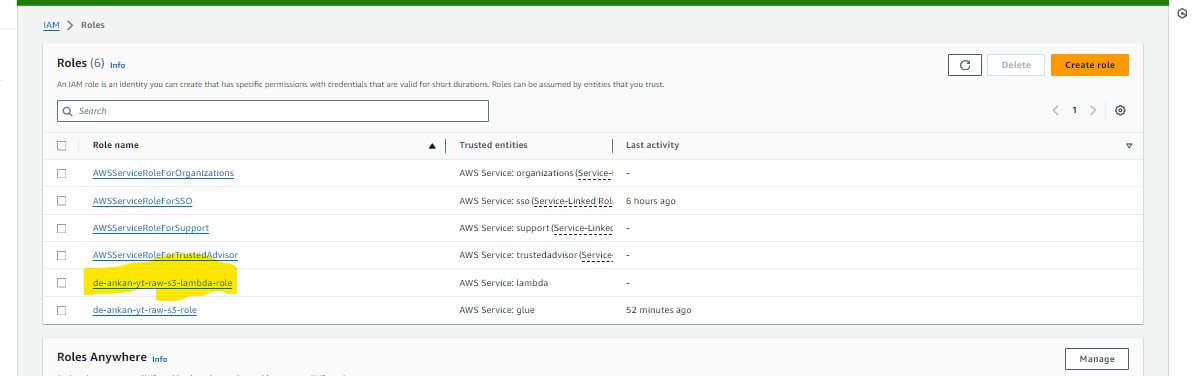 IAM > Roles
Roles (6) Info
Delete
Create role
An IAM role is an identity you can create that has specific permissions with credentials that are valid for short durations. Roles can be assumed by entities that you trust.
Search
1
Role name Trusted entities Last activity
AWSServiceRoleForOrganizations AWS Service: organizations (Service-l -
AWSServiceRoleForSSO AWS Service: sso (Service-Linked Role 6 hours ago
AWSServiceRoleForSupport AWS Service: support (Service-Linked -
AWSServiceRoleForTrustedAdvisor AWS Service: trustedadvisor (Service- -
de-ankan-yt-raw-s3-lambda-role AWS Service: lambda -
de-ankan-yt-raw-s3-role AWS Service: glue 52 minutes ago
Roles Anywhere Info
Manage